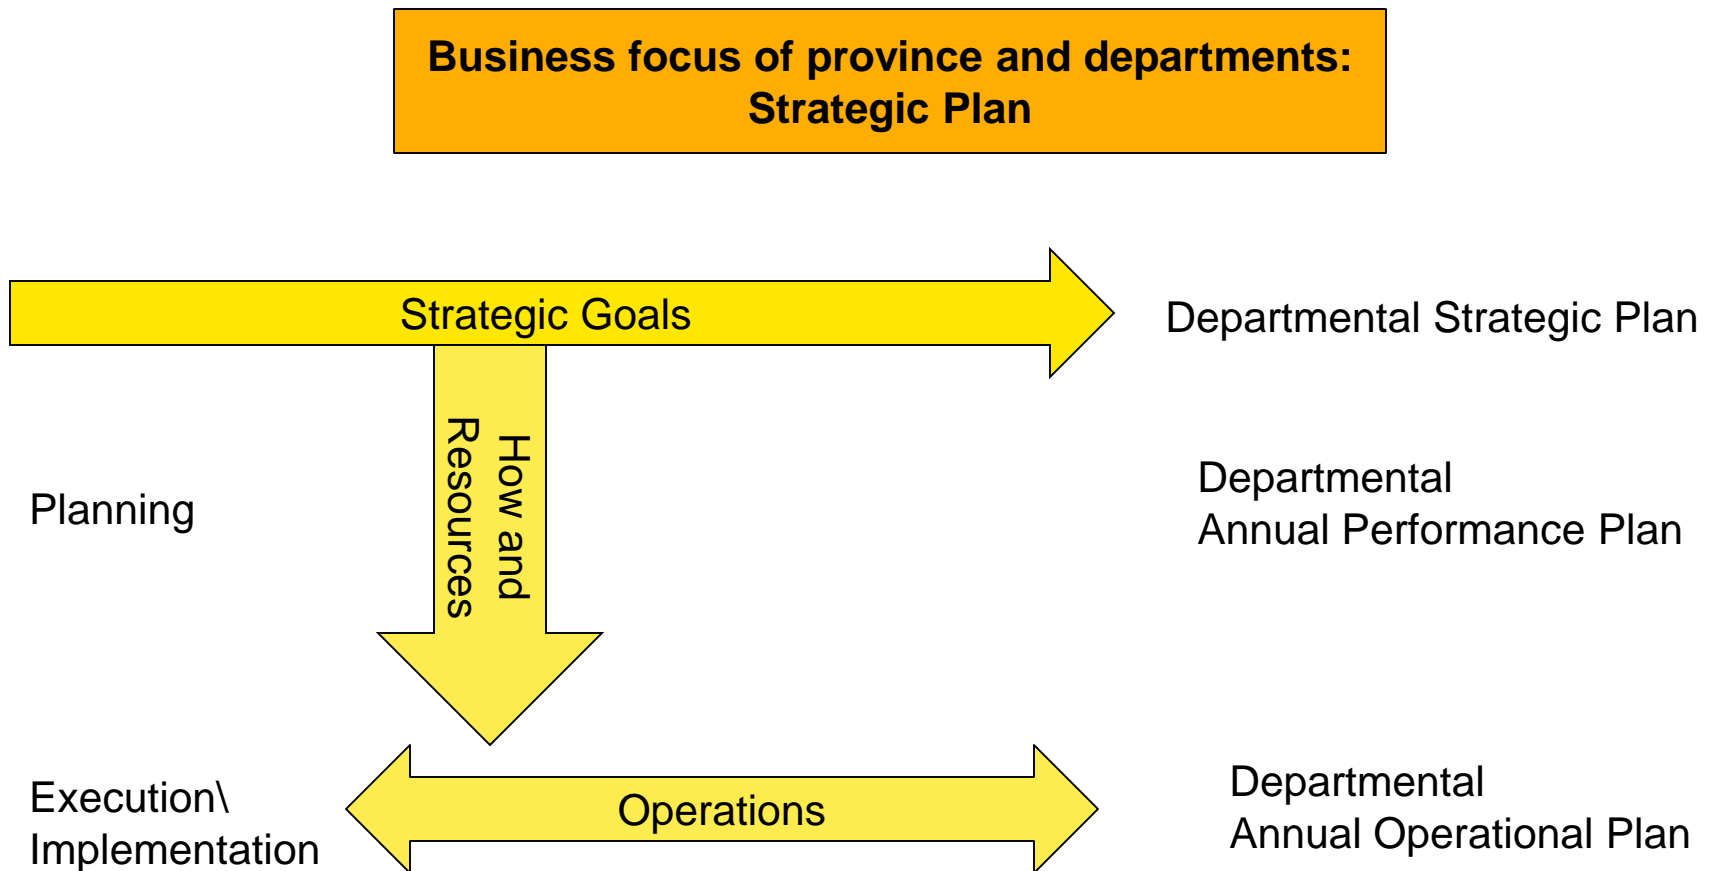 Business focus of province and departments:
Strategic Plan
Strategic Goals
Departmental Strategic Plan
How and
Resources
Planning
Departmental
Annual Performance Plan
Execution\
Implementation
Operations
Departmental
Annual Operational Plan